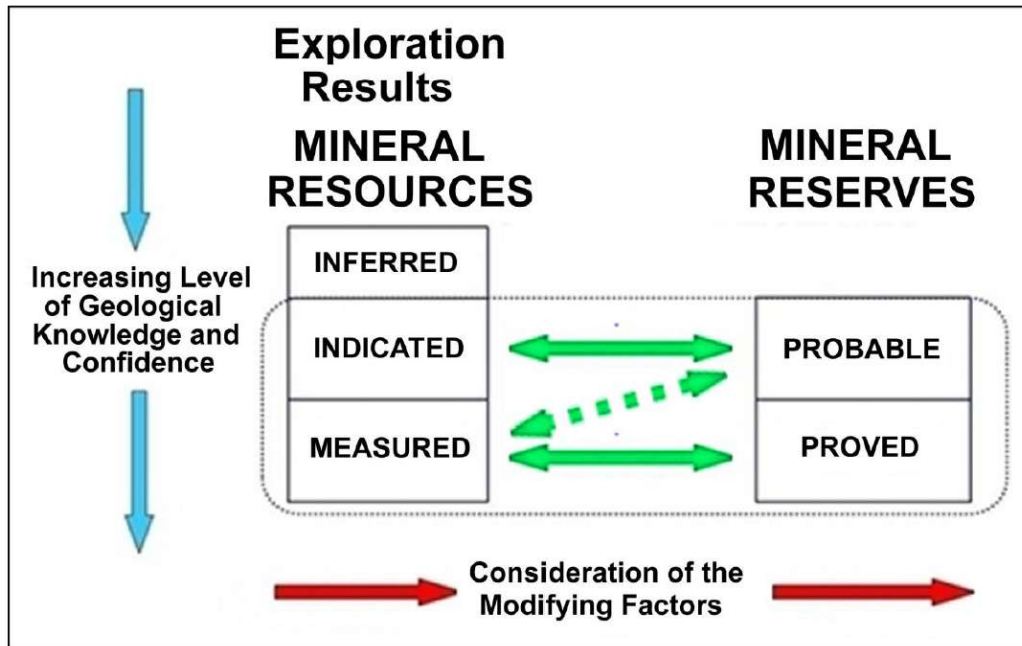 Exploration
Results
MINERAL
RESOURCES
MINERAL
RESERVES
INFERRED
Increasing Level
of Geological
Knowledge and
Confidence
INDICATED
PROBABLE
MEASURED
PROVED
Consideration of the
Modifying Factors